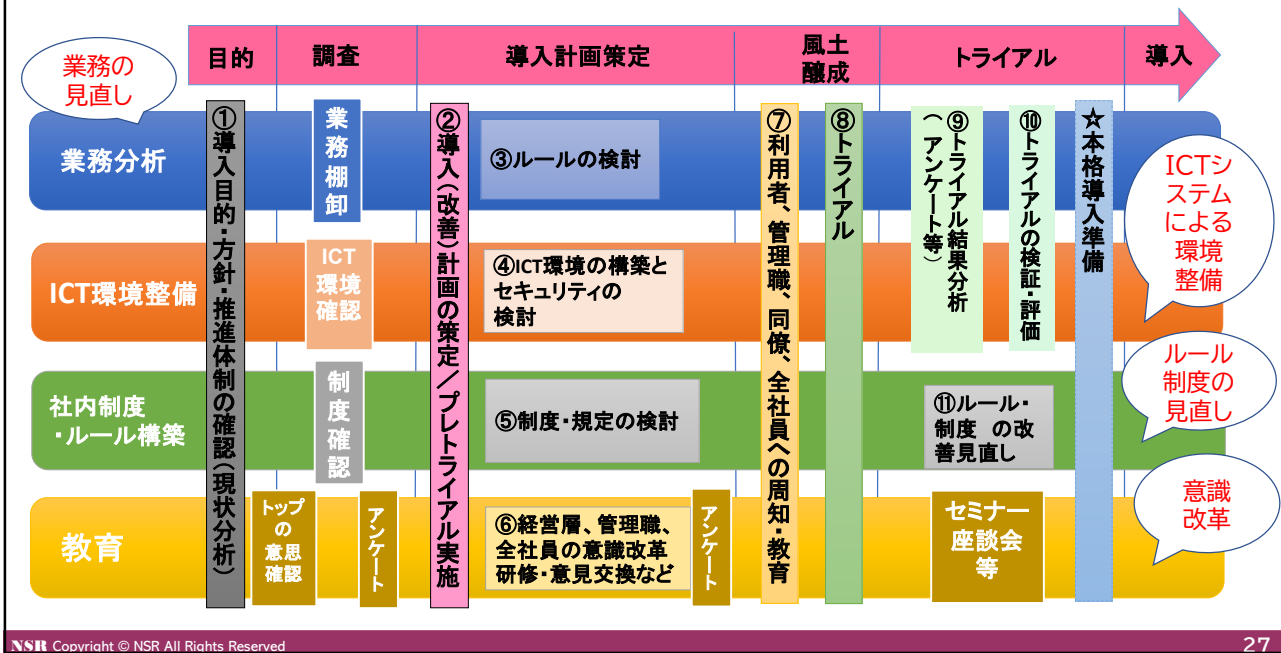 目的
調査
導入計画策定
風土
醸成
トライアル
導入
業務の
見直し
業務分析
ICT環境整備
社内制度
・ルール構築
教育
①導入目的・方針・推進体制の確認(現状分析)
業務棚卸
ICT
環境
確認
制度確認
トップ
の
意思
確認
アンケート
②導入(改善)計画の策定/プレトライアル実施
③ルールの検討
④ICT環境の構築と
セキュリティの
検討
⑤制度・規定の検討
⑥経営層、管理職、
全社員の意識改革
研修・意見交換など
アンケート
⑦利用者、管理職、同僚、全社員への周知・教育
⑧トライアル
⑨トライアル結果分析
(アンケート等)
⑩トライアルの検証・評価
⑪ルール・
制度 の改
善見直し
セミナー
座談会
等
☆本格導入準備
ICTシ
ステム
による
環境
整備
ルール
制度の
見直し
意識
改革
NSR Copyright © NSR All Rights Reserved
27